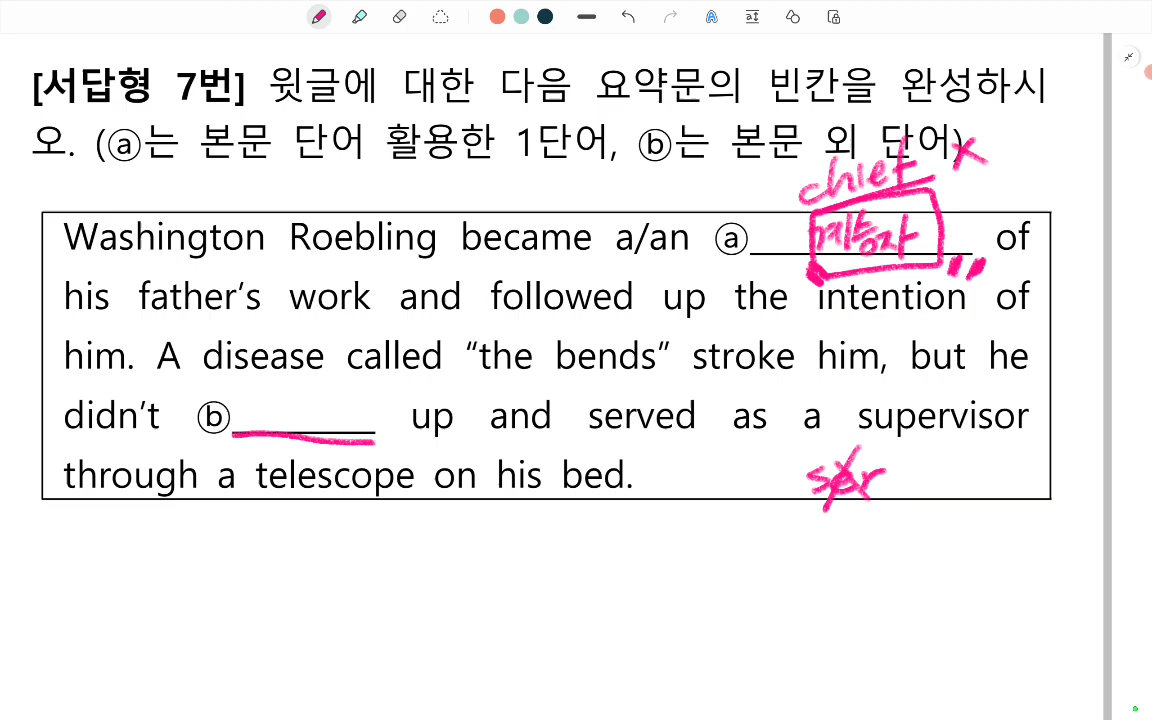 [서답형 7번] 윗글에 대한 다음 요약문의 빈칸을 완성하시
오. (ⓐ는 본문 단어 활용한 1단어, ⓑ는 본문 외 단어)
chief x
Washington Roebling became a/an ⓐ 계승자 of
his father's work and followed up the intention of
him. A disease called “the bends” stroke him, but he
didn't ⓑ________ up and served as a supervisor
through a telescope on his bed.